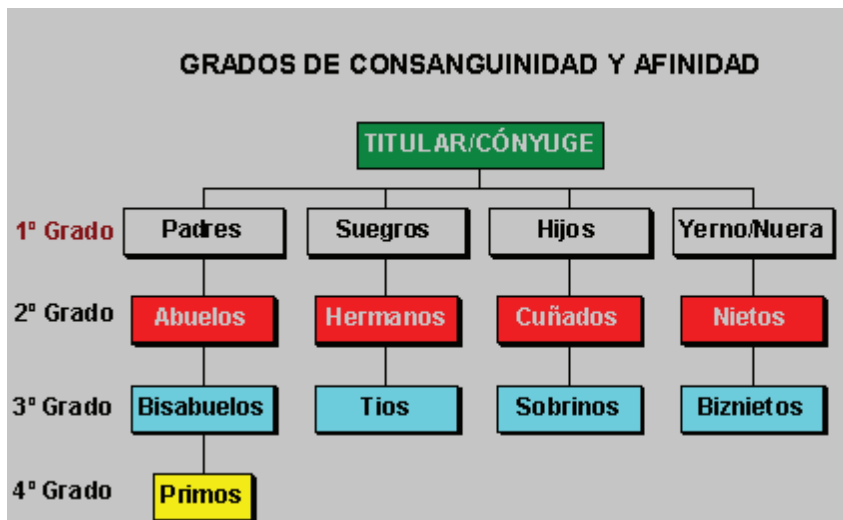 GRADOS DE CONSANGUINIDAD Y AFINIDAD
TITULAR/CÓNYUGE
1º Grado Padres Suegros Hijos Yerno/Nuera
2º Grado Abuelos Hermanos Cuñados Nietos
3º Grado Bisabuelos Tios Sobrinos Biznietos
4º Grado Primos